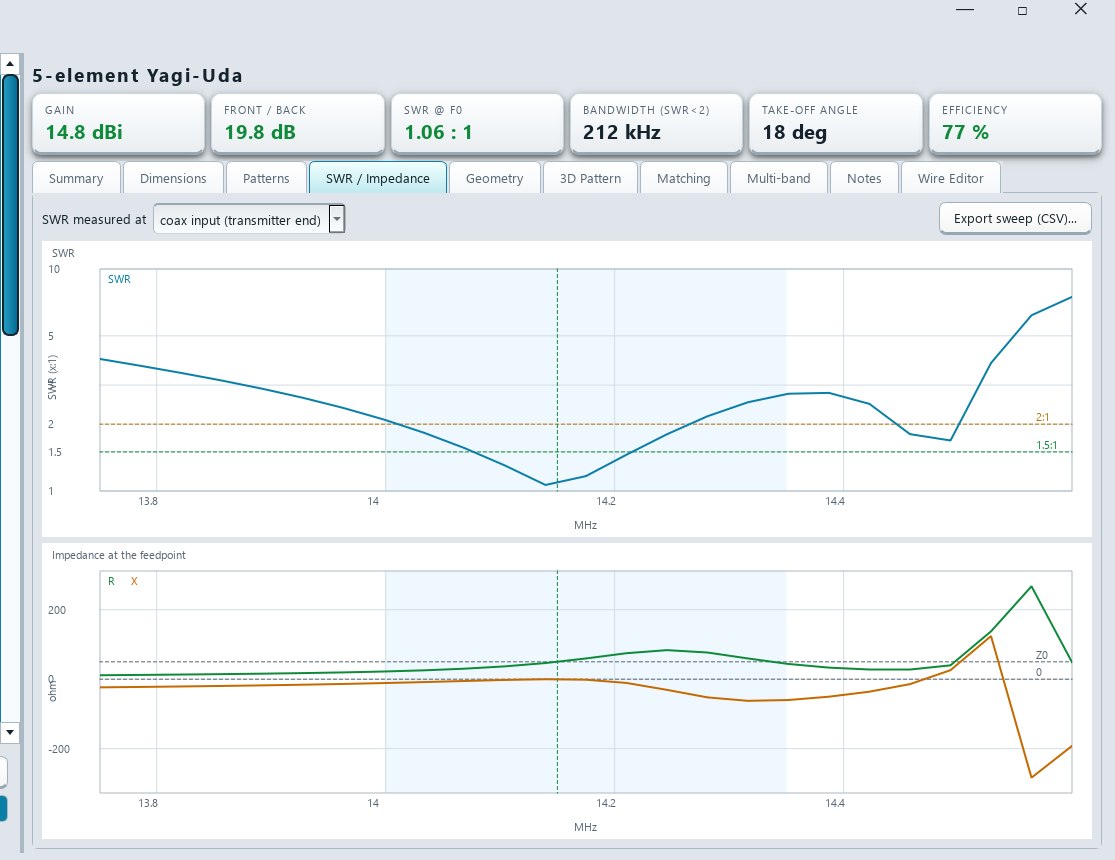 5-element Yagi-Uda
GAIN
14.8 dBi
FRONT / BACK
19.8 dB
SWR @ F0
1.06 : 1
BANDWIDTH (SWR<2)
212 kHz
TAKE-OFF ANGLE
18 deg
EFFICIENCY
77 %
Summary
Dimensions
Patterns
SWR / Impedance
Geometry
3D Pattern
Matching
Multi-band
Notes
Wire Editor
SWR measured at
coax input (transmitter end)
Export sweep (CSV)...
SWR
10
SWR
5
SWR (x:1)
2
2:1
1.5
1.5:1
1
13.8
14
14.2
14.4
MHz
Impedance at the feedpoint
R
X
200
Z0
0
0
ohm
-200
13.8
14
14.2
14.4
MHz